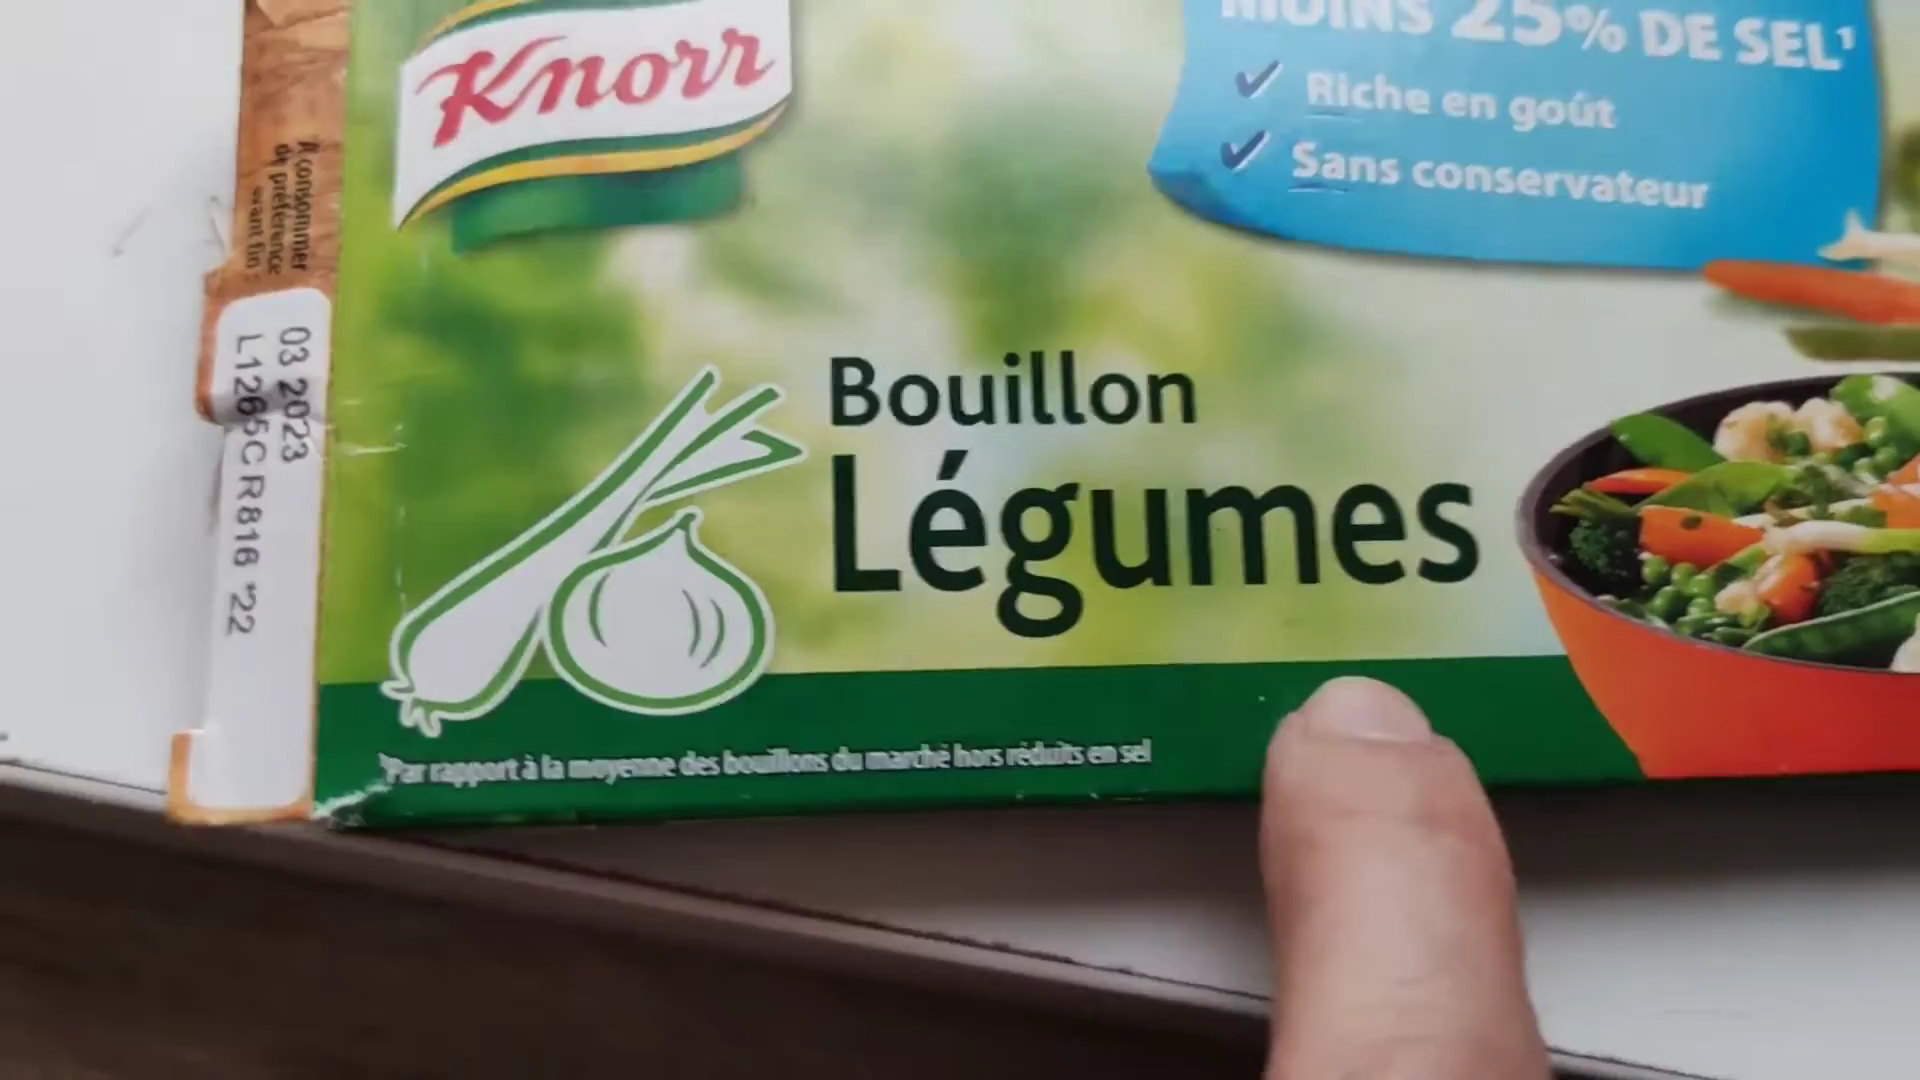 Knorr
MOINS 25% DE SEL¹
Riche en goût
Sans conservateur
À consommer
de préférence
avant fin :
03 2023
L1265CR816 22
Bouillon
Légumes
¹Par rapport à la moyenne des bouillons du marché hors réduits en sel